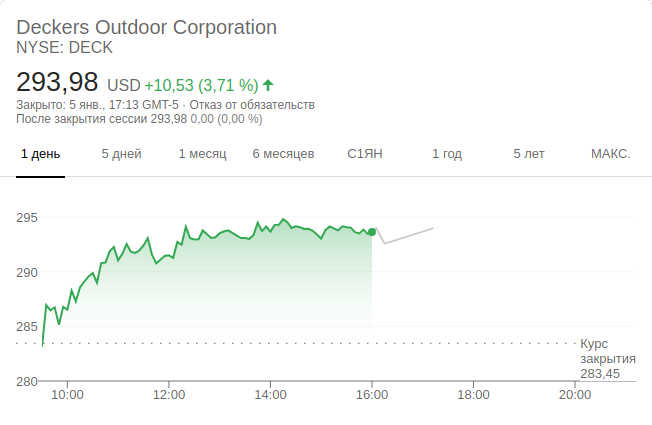 Deckers Outdoor Corporation
NYSE: DECK
293,98 USD +10,53 (3,71 %)
Закрыто: 5 янв., 17:13 GMT-5 · Отказ от обязательств
После закрытия сессии 293,98 0,00 (0,00 %)
1 день 5 дней 1 месяц 6 месяцев С1ЯН 1 год 5 лет МАКС.
295
290
285
280
Курс
закрытия
283,45
10:00 12:00 14:00 16:00 18:00 20:00